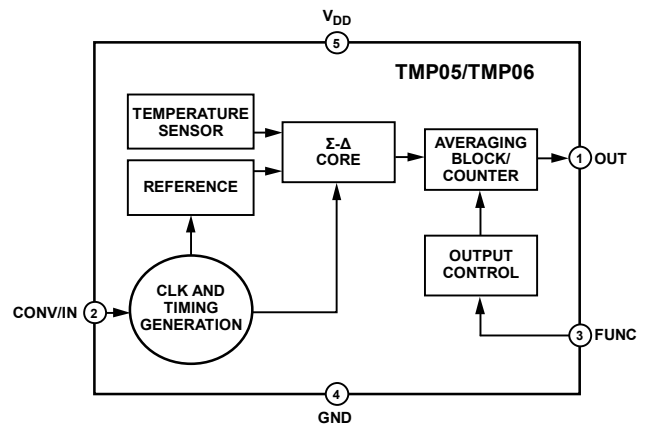 V_DD
5
TMP05/TMP06
TEMPERATURE
SENSOR
Σ-Δ
CORE
AVERAGING
BLOCK/
COUNTER
1 OUT
REFERENCE
OUTPUT
CONTROL
CLK AND
TIMING
GENERATION
CONV/IN 2
3 FUNC
4
GND